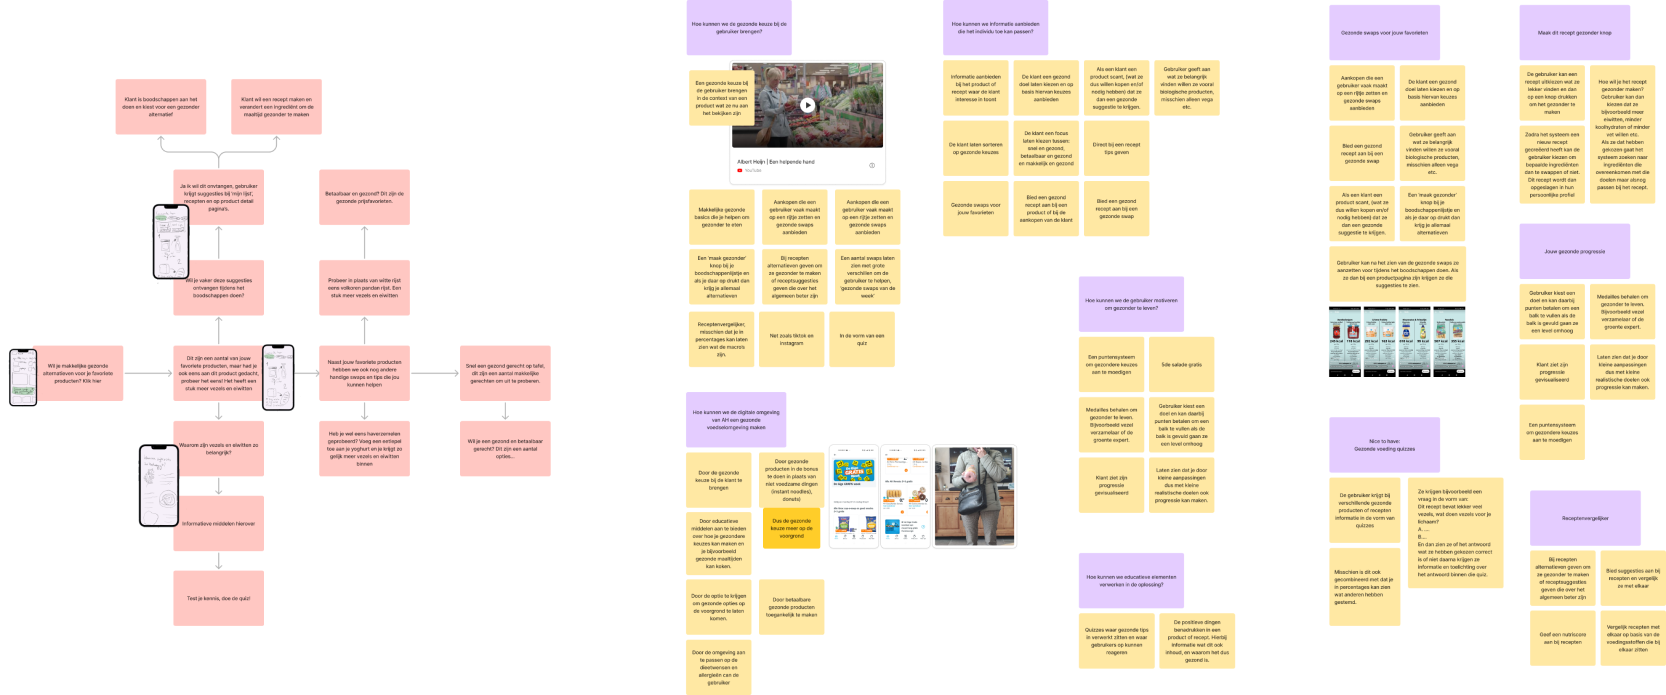 Klant is boodschappen aan het
doen en kiest voor een gezonder
alternatief
Klant wil een recept maken en
verandert een ingrediënt om de
maaltijd gezonder te maken
Ja ik wil dit ontvangen, gebruiker
krijgt suggesties bij 'mijn lijst',
recepten en op product detail
pagina's.
Betaalbaar en gezond? Dit zijn de
gezonde prijsfavorieten.
Wil je vaker deze suggesties
ontvangen tijdens het
boodschappen doen?
Probeer in plaats van witte rijst
eens volkoren pandan rijst. Een
stuk meer vezels en eiwitten
Wil je makkelijke gezonde
alternatieven voor je favoriete
producten? Klik hier
Dit zijn een aantal van jouw
favoriete producten, maar had je
ook eens aan dit product gedacht,
probeer het eens! Het heeft een
stuk meer vezels en eiwitten
Naast jouw favoriete producten
hebben we ook nog andere
handige swaps en tips die jou
kunnen helpen
Snel een gezond gerecht op tafel,
dit zijn een aantal makkelijke
gerechten om uit te proberen.
Waarom zijn vezels en eiwitten zo
belangrijk?
Heb je wel eens haverzemelen
geprobeerd? Voeg een eetlepel
toe aan je yoghurt en je krijgt zo
gelijk meer vezels en eiwitten
binnen
Wil je een gezond en betaalbaar
gerecht? Dit zijn een aantal
opties...
Informatieve middelen hierover
Test je kennis, doe de quiz!
Hoe kunnen we de gezonde keuze bij de
gebruiker brengen?
Een gezonde keuze bij
de gebruiker brengen
in de context van een
product wat ze nu aan
het bekijken zijn
Albert Heijn | Een helpende hand
YouTube
Makkelijke gezonde
basics die je helpen om
gezonder te eten
Aankopen die een
gebruiker vaak maakt
op een rijtje zetten en
gezonde swaps
aanbieden
Aankopen die een
gebruiker vaak maakt
op een rijtje zetten en
gezonde swaps
aanbieden
Een 'maak gezonder'
knop bij je
boodschappenlijstje en
als je daar op drukt dan
krijg je allemaal
alternatieven
Bij recepten
alternatieven geven om
ze gezonder te maken
of receptsuggesties
geven die over het
algemeen beter zijn
Een aantal swaps laten
zien met grote
verschillen om de
gebruiker te helpen,
'gezonde swaps van de
week'
Receptenvergelijker,
misschien dat je in
percentages kan laten
zien wat de macro's
zijn.
Net zoals tiktok en
instagram
In de vorm van een
quiz
Hoe kunnen we de digitale omgeving
van AH een gezonde
voedselomgeving maken
Door de gezonde
keuze bij de klant te
brengen
Door gezonde
producten in de bonus
te doen in plaats van
niet voedzame dingen
(instant noodles,
donuts)
Door educatieve
middelen aan te bieden
over hoe je gezondere
keuzes kan maken en
je bijvoorbeeld
gezonde maaltijden
kan koken.
Dus de gezonde
keuze meer op de
voorgrond
Door de optie te krijgen
om gezonde opties op
de voorgrond te laten
komen.
Door betaalbare
gezonde producten
toegankelijk te maken
Door de omgeving aan
te passen op de
dieetwensen en
allergieën van de
gebruiker
Hoe kunnen we informatie aanbieden
die het individu toe kan passen?
Informatie aanbieden
bij het product of
recept waar de klant
interesse in toont
De klant een gezond
doel laten kiezen en op
basis hiervan keuzes
aanbieden
Als een klant een
product scant, (wat ze
dus willen kopen en/of
nodig hebben) dat ze
dan een gezonde
suggestie te krijgen.
Gebruiker geeft aan
wat ze belangrijk
vinden willen ze vooral
biologische producten,
misschien alleen vega
etc.
De klant laten sorteren
op gezonde keuzes
De klant een focus
laten kiezen tussen:
snel en gezond,
betaalbaar en gezond
en makkelijk en gezond
Direct bij een recept
tips geven
Gezonde swaps voor
jouw favorieten
Bied een gezond
recept aan bij een
product of bij de
aankopen van de klant
Bied een gezond
recept aan bij een
gezonde swap
Hoe kunnen we de gebruiker motiveren
om gezonder te leven?
Een puntensysteem
om gezondere keuzes
aan te moedigen
5de salade gratis
Medailles behalen om
gezonder te leven.
Bijvoorbeeld vezel
verzamelaar of de
groente expert.
Gebruiker kiest een
doel en kan daarbij
punten behalen om een
balk te vullen als de
balk is gevuld gaan ze
een level omhoog
Klant ziet zijn
progressie
gevisualiseerd
Laten zien dat je door
kleine aanpassingen
dus met kleine
realistische doelen ook
progressie kan maken.
Hoe kunnen we educatieve elementen
verwerken in de oplossing?
Quizzes waar gezonde tips
in verwerkt zitten en waar
gebruikers op kunnen
reageren
De positieve dingen
benadrukken in een
product of recept. Hierbij
informatie wat dit ook
inhoud, en waarom het dus
gezond is.
Gezonde swaps voor jouw favorieten
Aankopen die een
gebruiker vaak maakt
op een rijtje zetten en
gezonde swaps
aanbieden
De klant een gezond
doel laten kiezen en op
basis hiervan keuzes
aanbieden
Bied een gezond
recept aan bij een
gezonde swap
Gebruiker geeft aan
wat ze belangrijk
vinden willen ze vooral
biologische producten,
misschien alleen vega
etc.
Als een klant een
product scant, (wat ze
dus willen kopen en/of
nodig hebben) dat ze
dan een gezonde
suggestie te krijgen.
Een 'maak gezonder'
knop bij je
boodschappenlijstje en
als je daar op drukt dan
krijg je allemaal
alternatieven
Gebruiker kan na het zien van de gezonde swaps ze
aanzetten voor tijdens het boodschappen doen. Als
ze dan bij een productpagina zijn krijgen ze die
suggesties te zien.
Nice to have:
Gezonde voeding quizzes
De gebruiker krijgt bij
verschillende gezonde
producten of recepten
informatie in de vorm van
quizzes
Ze krijgen bijvoorbeeld een
vraag in de vorm van:
Dit recept bevat lekker veel
vezels, wat doen vezels voor je
lichaam?
A. ...
B...
En dan zien ze of het antwoord
wat ze hebben gekozen correct
is of niet daarna krijgen ze
informatie en toelichting over
het antwoord binnen die quiz.
Misschien is dit ook
gecombineerd met dat je
in percentages kan zien
wat anderen hebben
gestemd.
Maak dit recept gezonder knop
De gebruiker kan een
recept uitkiezen wat ze
lekker vinden en dan
op een knop drukken
om het gezonder te
maken
Hoe wil je het recept
gezonder maken?
Gebruiker kan dan
kiezen dat ze
bijvoorbeeld meer
eiwitten, minder
koolhydraten of minder
vet willen etc.
Als ze dat hebben
gekozen gaat het
systeem zoeken naar
ingrediënten die
overeenkomen met die
doelen maar alsnog
passen bij het recept.
Zodra het systeem een
nieuw recept
gecreëerd heeft kan de
gebruiker kiezen om
bepaalde ingrediënten
dan te swappen of niet.
Dit recept wordt dan
opgeslagen in hun
persoonlijke profiel
Jouw gezonde progressie
Gebruiker kiest een
doel en kan daarbij
punten behalen om een
balk te vullen als de
balk is gevuld gaan ze
een level omhoog
Medailles behalen om
gezonder te leven.
Bijvoorbeeld vezel
verzamelaar of de
groente expert.
Klant ziet zijn
progressie
gevisualiseerd
Laten zien dat je door
kleine aanpassingen
dus met kleine
realistische doelen ook
progressie kan maken.
Een puntensysteem
om gezondere keuzes
aan te moedigen
Receptenvergelijker
Bij recepten
alternatieven geven om
ze gezonder te maken
of receptsuggesties
geven die over het
algemeen beter zijn
Bied suggesties aan bij
recepten en vergelijk
ze met elkaar
Geef een nutriscore
aan bij recepten
Vergelijk recepten met
elkaar op basis van de
voedingsstoffen die bij
elkaar zitten